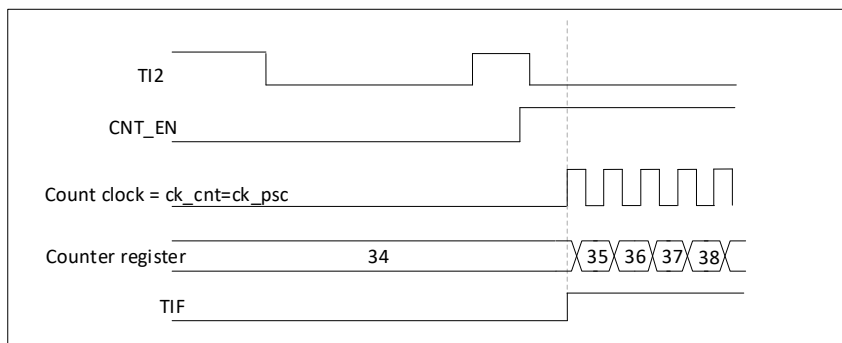 TI2
CNT_EN
Count clock = ck_cnt=ck_psc
Counter register 34 35 36 37 38
TIF